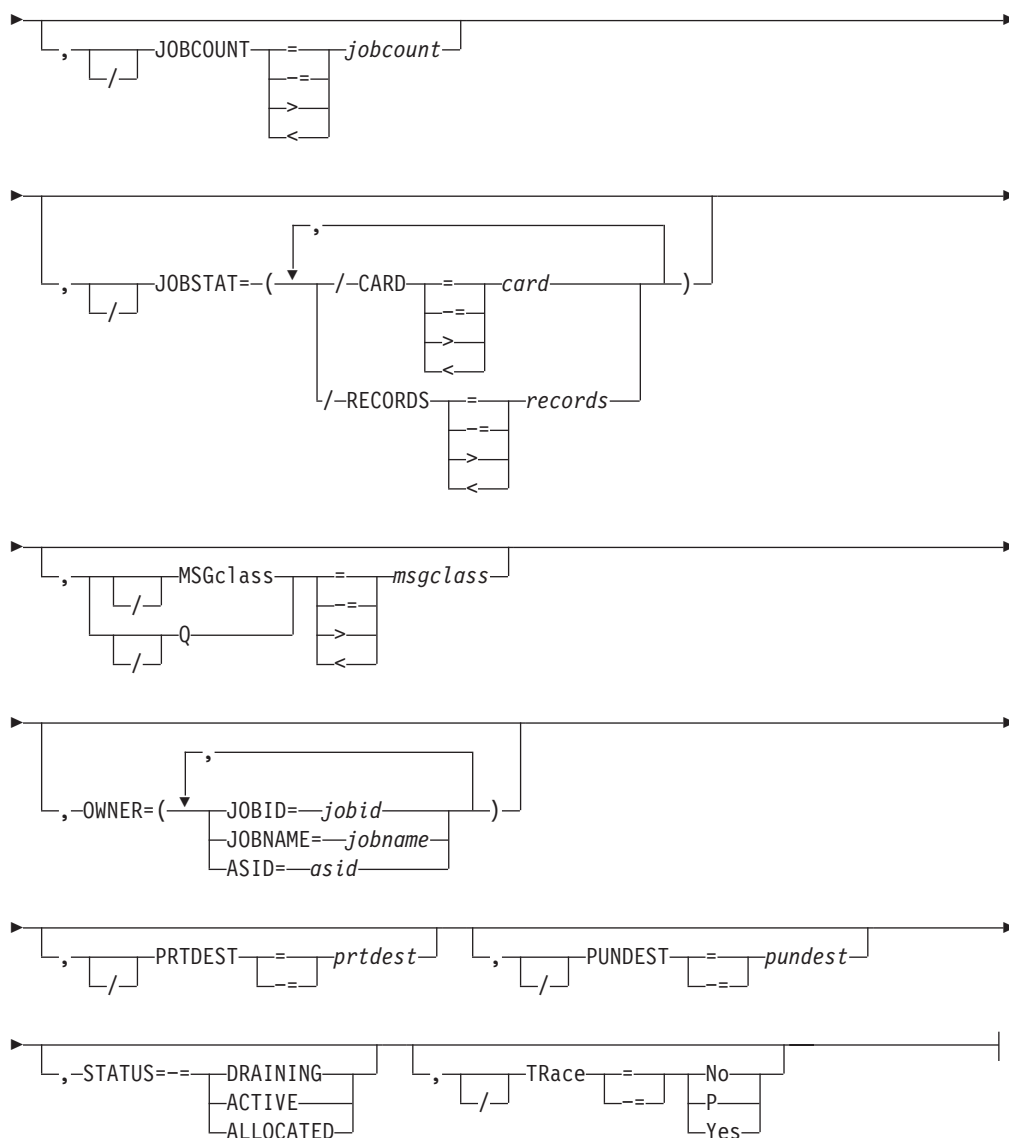 , / JOBCOUNT = jobcount
¬=
>
<
,
, / JOBSTAT=( /CARD = card )
¬=
>
<
/RECORDS = records
¬=
>
<
, / MSGclass = msgclass
¬=
/ Q >
<
,
,OWNER=( JOBID=jobid )
JOBNAME=jobname
ASID=asid
, / PRTDEST = prtdest , / PUNDEST = pundest
¬= ¬=
,STATUS=¬= DRAINING , / TRace = No
ACTIVE ¬= P
ALLOCATED Yes